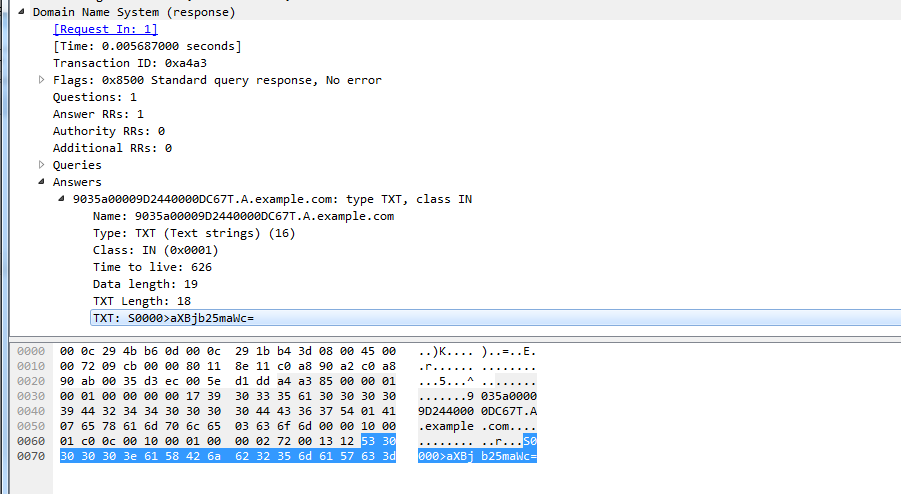 Domain Name System (response)
[Request In: 1]
[Time: 0.005687000 seconds]
Transaction ID: 0xa4a3
Flags: 0x8500 Standard query response, No error
Questions: 1
Answer RRs: 1
Authority RRs: 0
Additional RRs: 0
Queries
Answers
9035a00009D2440000DC67T.A.example.com: type TXT, class IN
Name: 9035a00009D2440000DC67T.A.example.com
Type: TXT (Text strings) (16)
Class: IN (0x0001)
Time to live: 626
Data length: 19
TXT Length: 18
TXT: S0000>aXBjb25maWc=
0000 00 0c 29 4b b6 0d 00 0c 29 1b b4 3d 08 00 45 00 ..)K.... )..=..E.
0010 00 72 09 cb 00 00 80 11 8e 11 c0 a8 90 a2 c0 a8 .r...... ........
0020 90 ab 00 35 d3 ec 00 5e d1 dd a4 a3 85 00 00 01 ...5...^ ........
0030 00 01 00 00 00 00 17 39 30 33 35 61 30 30 30 30 .......9 035a0000
0040 39 44 32 34 34 30 30 30 30 44 43 36 37 54 01 41 9D244000 0DC67T.A
0050 07 65 78 61 6d 70 6c 65 03 63 6f 6d 00 00 10 00 .example .com....
0060 01 c0 0c 00 10 00 01 00 00 02 72 00 13 12 53 30 ........ ..r...S0
0070 30 30 30 3e 61 58 42 6a 62 32 35 6d 61 57 63 3d 000>aXBj b25maWc=